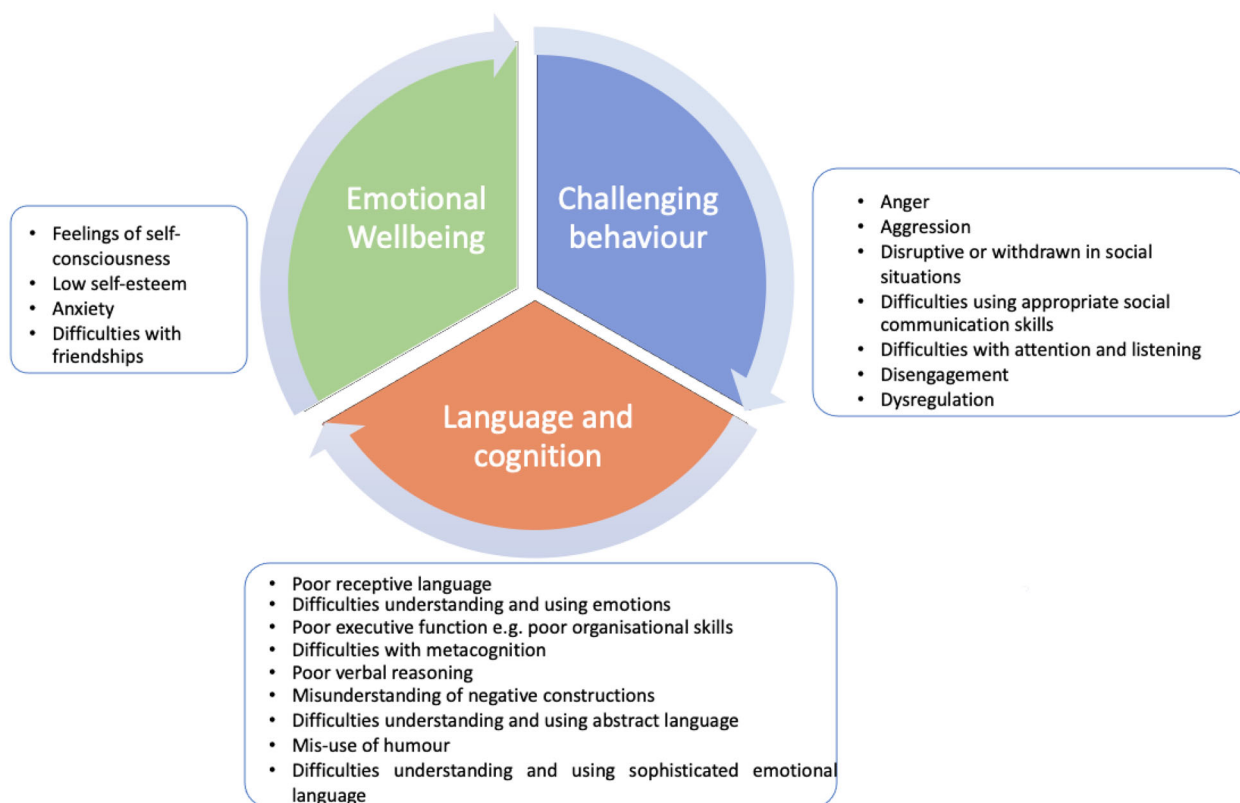 Emotional
Wellbeing
Challenging
behaviour
Language and
cognition
• Feelings of self-
consciousness
• Low self-esteem
• Anxiety
• Difficulties with
friendships
• Anger
• Aggression
• Disruptive or withdrawn in social
situations
• Difficulties using appropriate social
communication skills
• Difficulties with attention and listening
• Disengagement
• Dysregulation
• Poor receptive language
• Difficulties understanding and using emotions
• Poor executive function e.g. poor organisational skills
• Difficulties with metacognition
• Poor verbal reasoning
• Misunderstanding of negative constructions
• Difficulties understanding and using abstract language
• Mis-use of humour
• Difficulties understanding and using sophisticated emotional
language